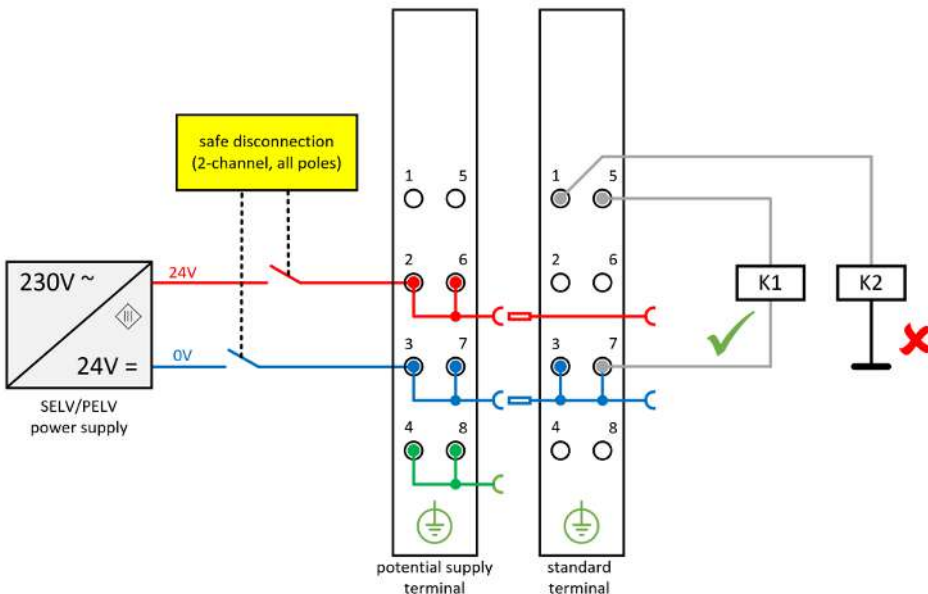 safe disconnection
(2-channel, all poles)
1 5
1 5
230V ~
24V
2 6
2 6
K1
K2
III
24V =
0V
3 7
3 7
SELV/PELV
power supply
4 8
4 8
potential supply
terminal
standard
terminal